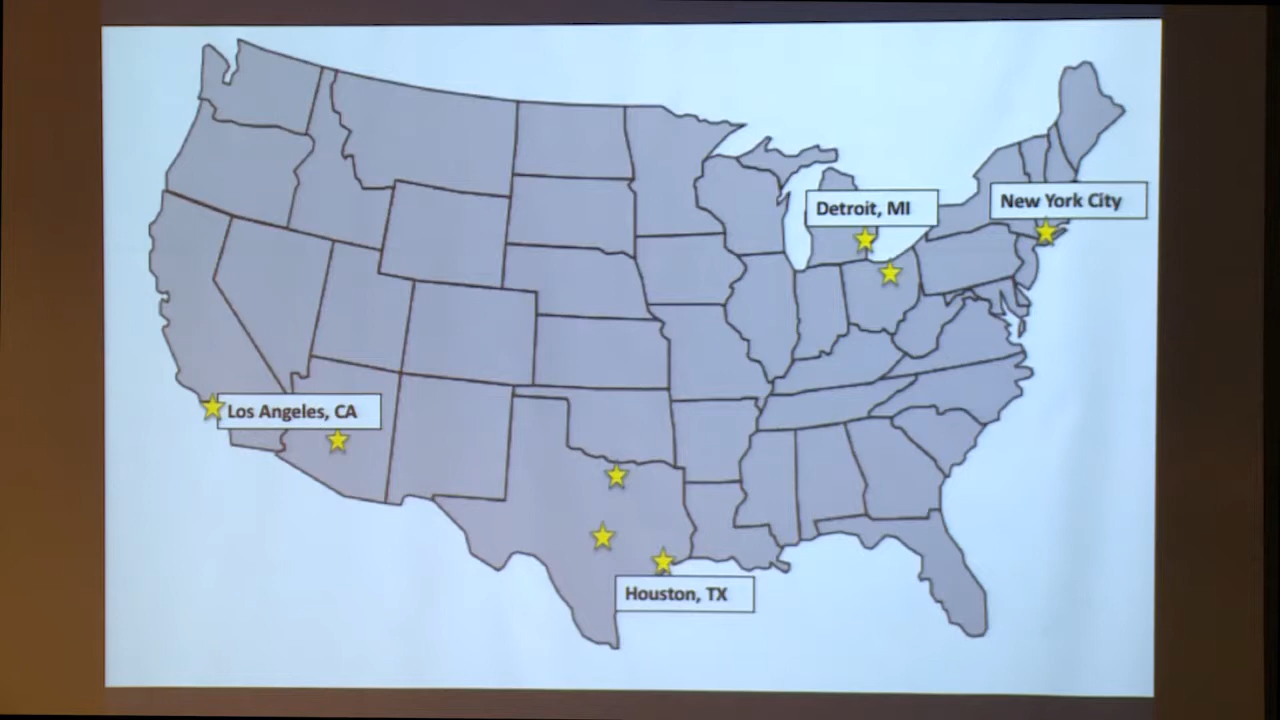 Detroit, MI
New York City
Los Angeles, CA
Houston, TX